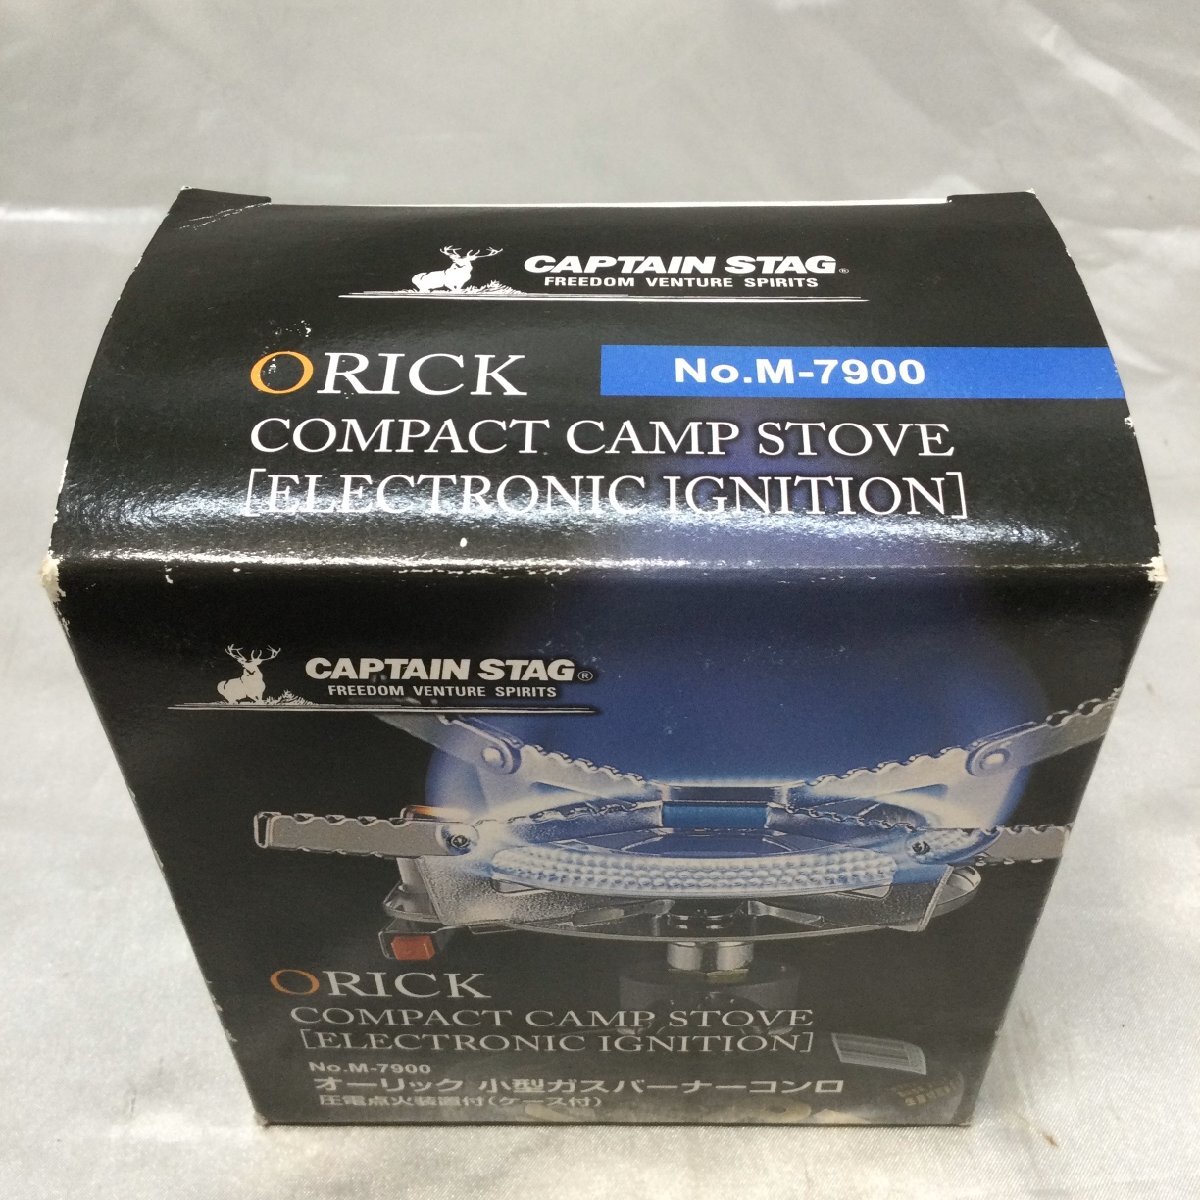 CAPTAIN STAG®
FREEDOM VENTURE SPIRITS
ORICK No.M-7900
COMPACT CAMP STOVE
[ELECTRONIC IGNITION]
CAPTAIN STAG®
FREEDOM VENTURE SPIRITS
ORICK
COMPACT CAMP STOVE
[ELECTRONIC IGNITION]
No.M-7900
オーリック 小型ガスバーナーコンロ
圧電点火装置付(ケース付)